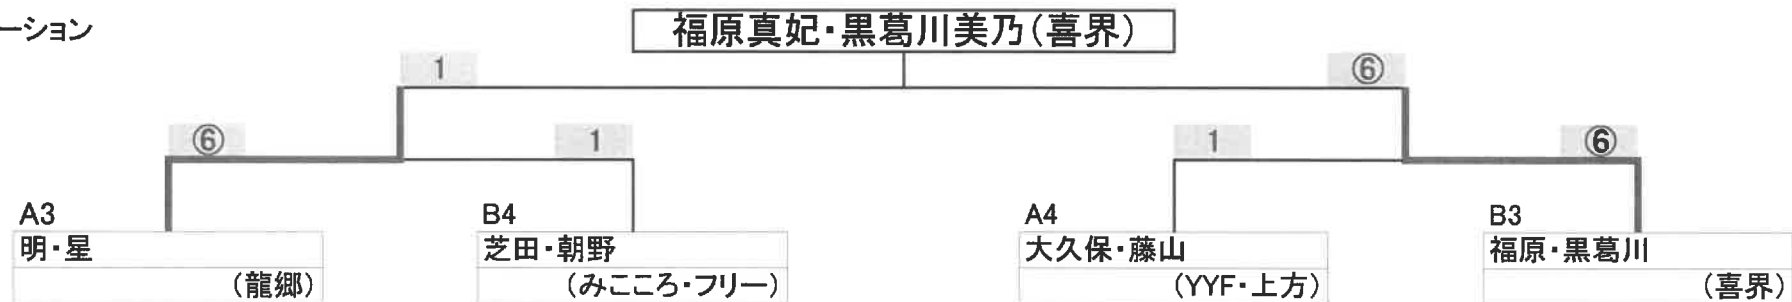 ーション
福原真妃・黒葛川美乃(喜界)
1
⑥
⑥
1
1
⑥
A3
B4
A4
B3
明・星
芝田・朝野
大久保・藤山
福原・黒葛川
(龍郷)
(みこころ・フリー)
(YYF・上方)
(喜界)